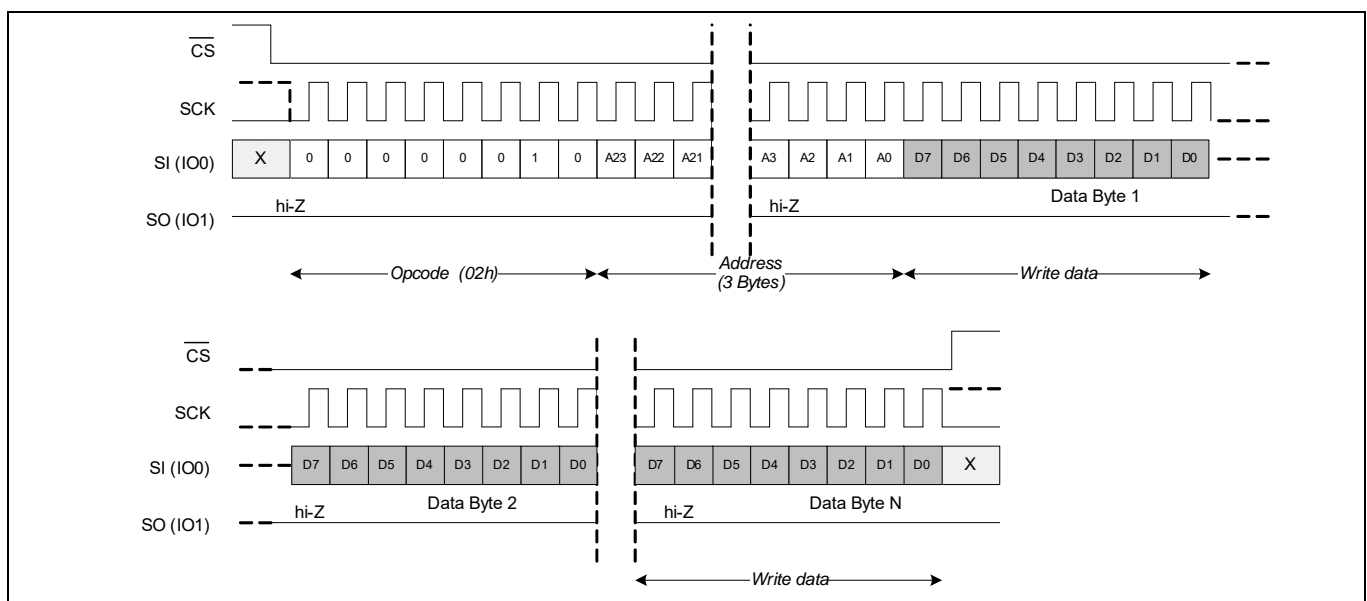 CS
SCK
SI (IO0) X 0 0 0 0 0 0 1 0 A23 A22 A21 A3 A2 A1 A0 D7 D6 D5 D4 D3 D2 D1 D0
hi-Z hi-Z Data Byte 1
SO (IO1)
Opcode (02h) Address (3 Bytes) Write data
CS
SCK
SI (IO0) D7 D6 D5 D4 D3 D2 D1 D0 D7 D6 D5 D4 D3 D2 D1 D0 X
hi-Z Data Byte 2 hi-Z Data Byte N
SO (IO1)
Write data